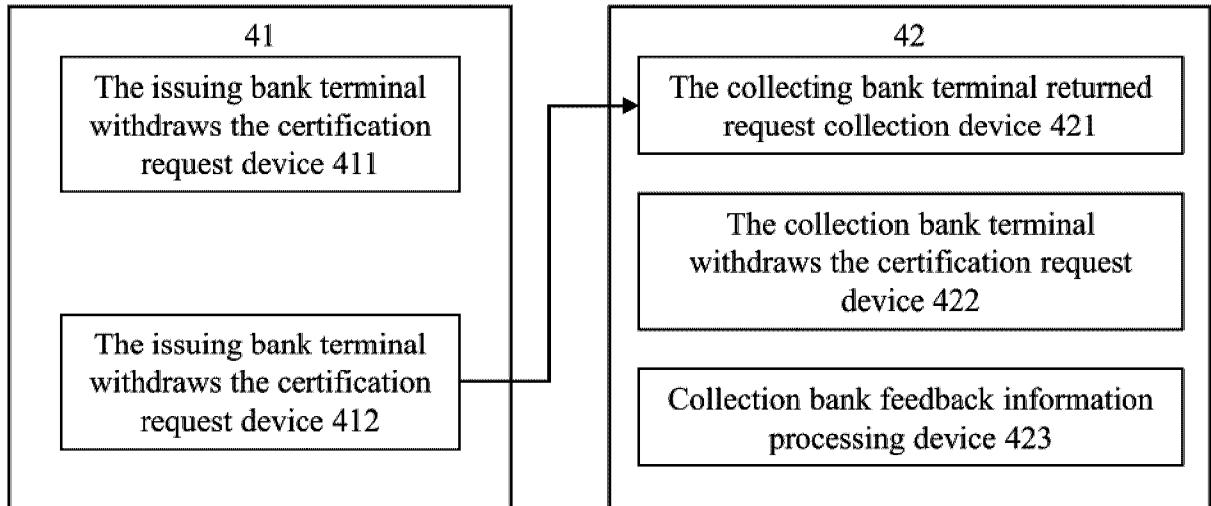 41
The issuing bank terminal
withdraws the certification
request device 411
The issuing bank terminal
withdraws the certification
request device 412
42
The collecting bank terminal returned
request collection device 421
The collection bank terminal
withdraws the certification request
device 422
Collection bank feedback information
processing device 423